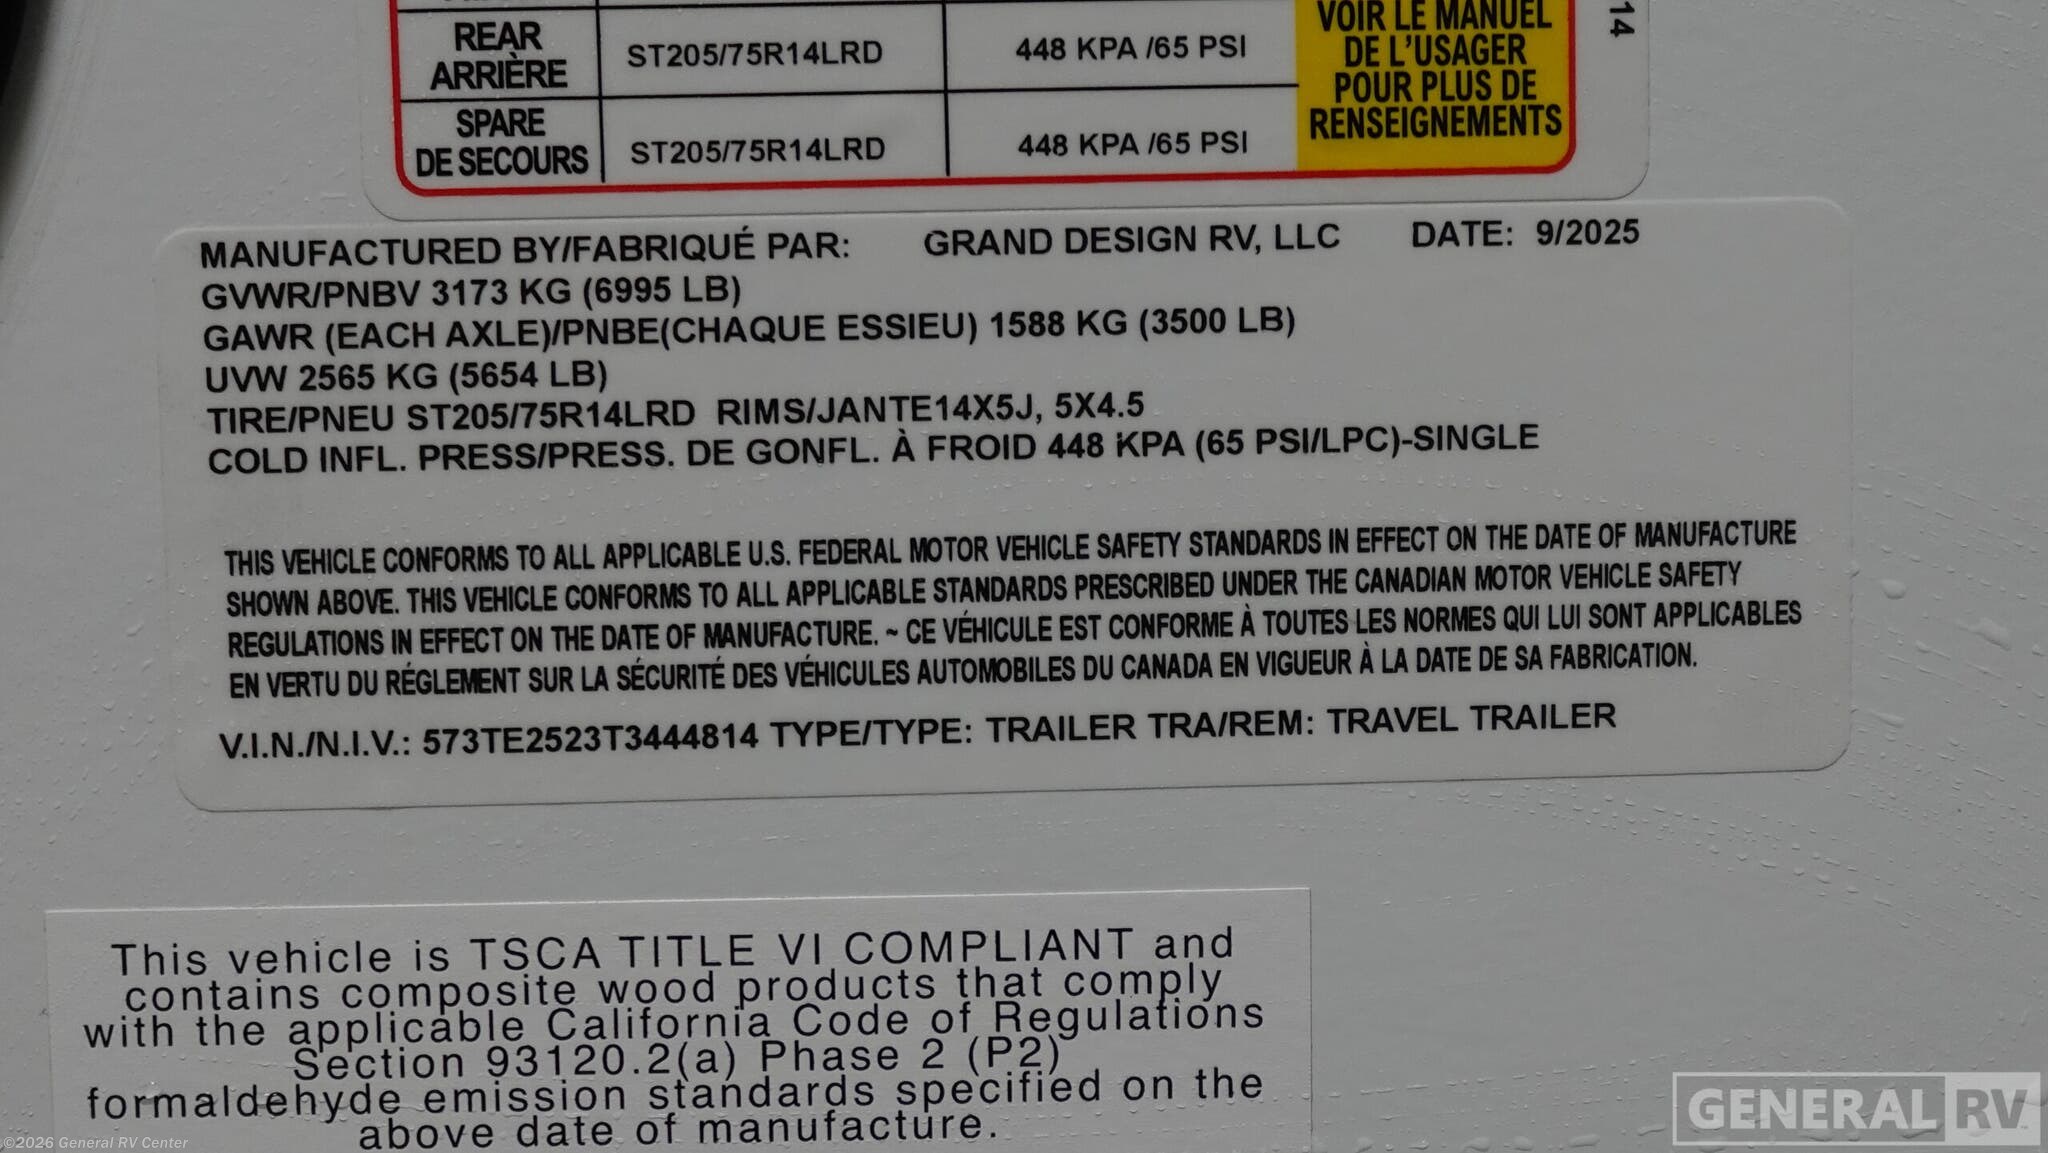 REAR
ARRIÈRE
ST205/75R14LRD
448 KPA /65 PSI
SPARE
DE SECOURS
ST205/75R14LRD
448 KPA /65 PSI
VOIR LE MANUEL
DE L'USAGER
POUR PLUS DE
RENSEIGNEMENTS
14
MANUFACTURED BY/FABRIQUÉ PAR: GRAND DESIGN RV, LLC DATE: 9/2025
GVWR/PNBV 3173 KG (6995 LB)
GAWR (EACH AXLE)/PNBE(CHAQUE ESSIEU) 1588 KG (3500 LB)
UVW 2565 KG (5654 LB)
TIRE/PNEU ST205/75R14LRD RIMS/JANTE14X5J, 5X4.5
COLD INFL. PRESS/PRESS. DE GONFL. À FROID 448 KPA (65 PSI/LPC)-SINGLE
THIS VEHICLE CONFORMS TO ALL APPLICABLE U.S. FEDERAL MOTOR VEHICLE SAFETY STANDARDS IN EFFECT ON THE DATE OF MANUFACTURE
SHOWN ABOVE. THIS VEHICLE CONFORMS TO ALL APPLICABLE STANDARDS PRESCRIBED UNDER THE CANADIAN MOTOR VEHICLE SAFETY
REGULATIONS IN EFFECT ON THE DATE OF MANUFACTURE. ~ CE VÉHICULE EST CONFORME À TOUTES LES NORMES QUI LUI SONT APPLICABLES
EN VERTU DU RÉGLEMENT SUR LA SÉCURITÉ DES VÉHICULES AUTOMOBILES DU CANADA EN VIGUEUR À LA DATE DE SA FABRICATION.
V.I.N./N.I.V.: 573TE2523T3444814 TYPE/TYPE: TRAILER TRA/REM: TRAVEL TRAILER
This vehicle is TSCA TITLE VI COMPLIANT and
contains composite wood products that comply
with the applicable California Code of Regulations
Section 93120.2(a) Phase 2 (P2)
formaldehyde emission standards specified on the
above date of manufacture.
GENERAL RV
©2026 General RV Center